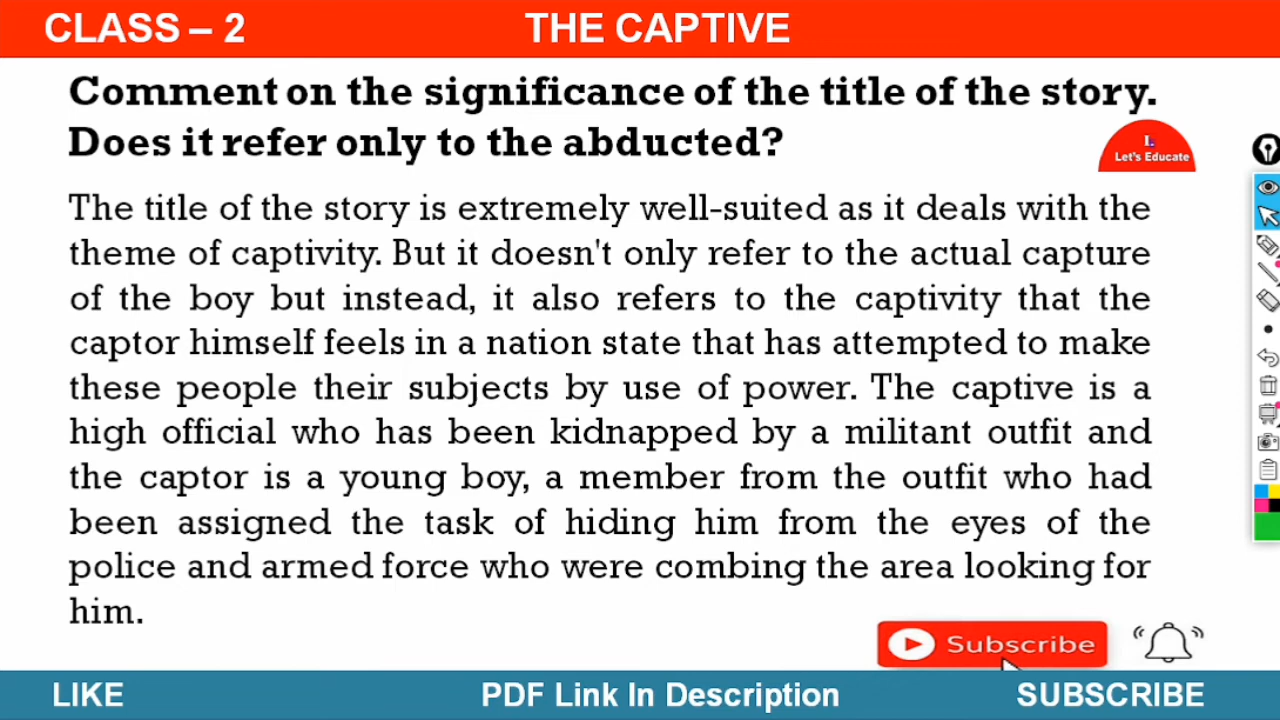 CLASS – 2 THE CAPTIVE
Comment on the significance of the title of the story.
Does it refer only to the abducted?
L
Let's Educate
The title of the story is extremely well-suited as it deals with the
theme of captivity. But it doesn't only refer to the actual capture
of the boy but instead, it also refers to the captivity that the
captor himself feels in a nation state that has attempted to make
these people their subjects by use of power. The captive is a
high official who has been kidnapped by a militant outfit and
the captor is a young boy, a member from the outfit who had
been assigned the task of hiding him from the eyes of the
police and armed force who were combing the area looking for
him.
Subscribe
LIKE PDF Link In Description SUBSCRIBE